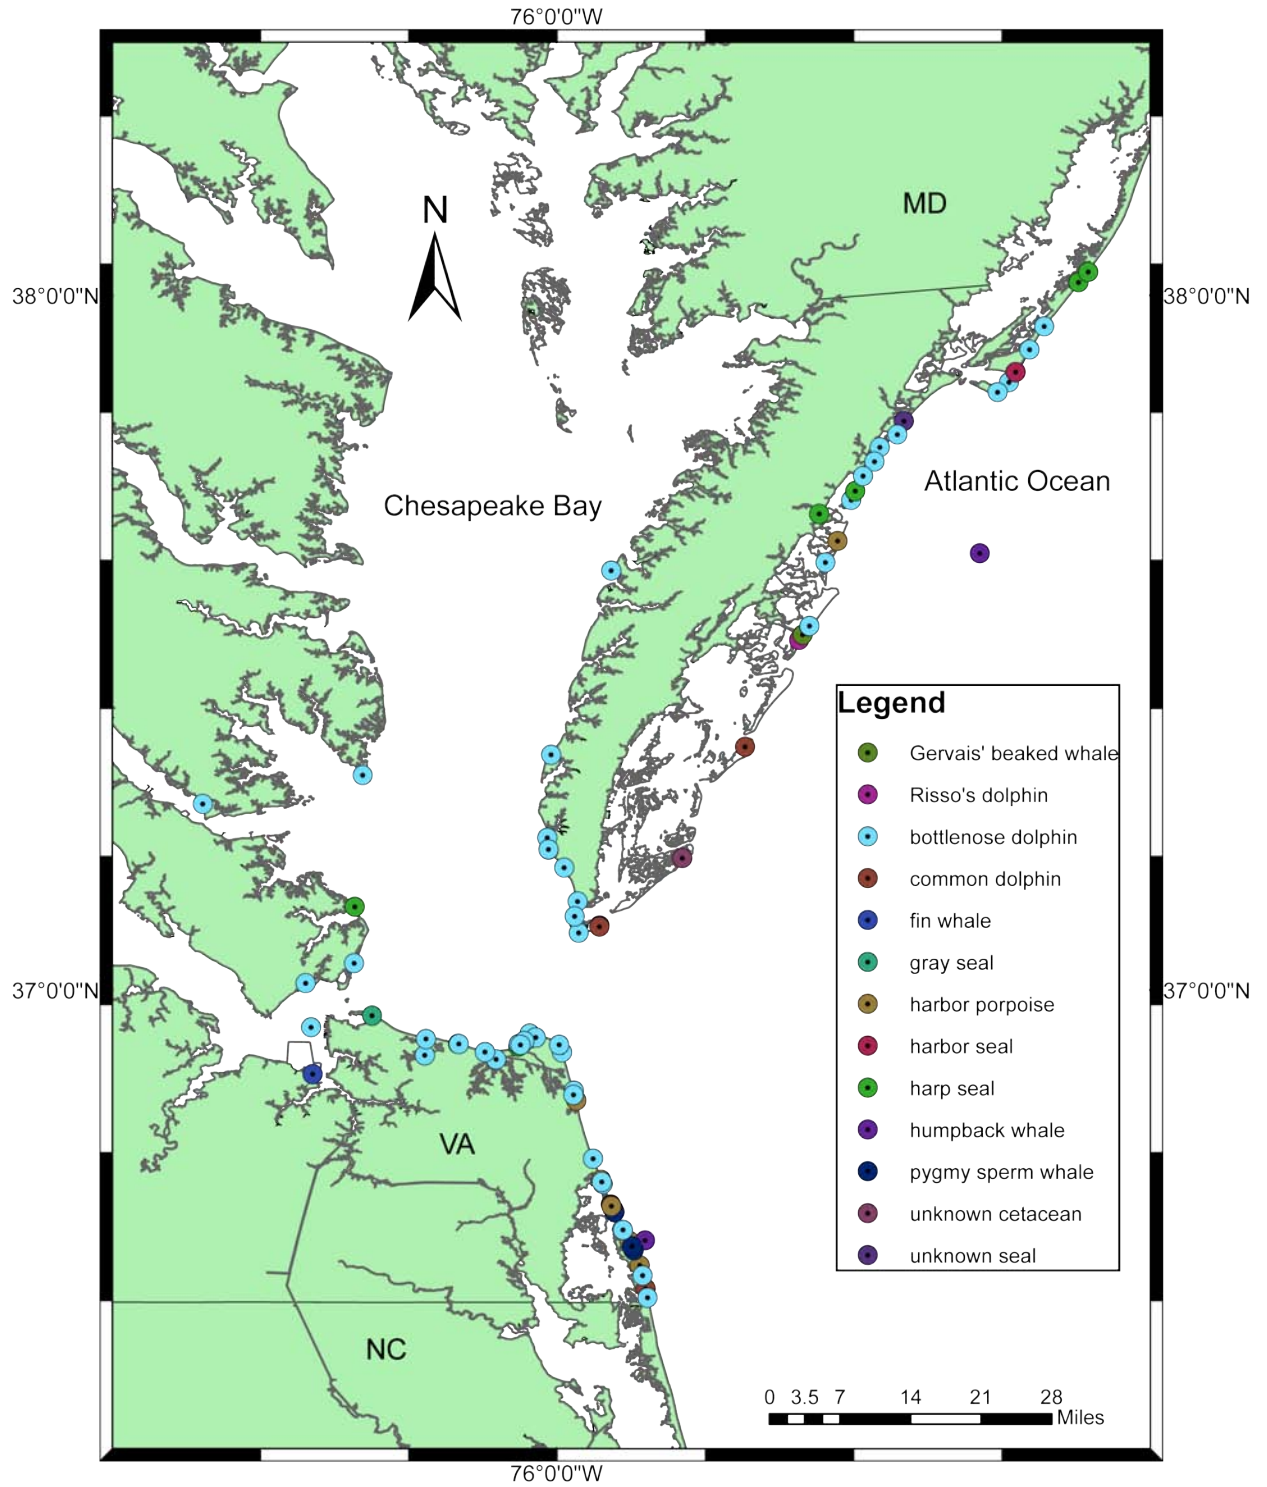 76°0'0"W
N
MD
38°0'0"N
38°0'0"N
Atlantic Ocean
Chesapeake Bay
Legend
Gervais' beaked whale
Risso's dolphin
bottlenose dolphin
common dolphin
fin whale
gray seal
harbor porpoise
harbor seal
harp seal
humpback whale
pygmy sperm whale
unknown cetacean
unknown seal
37°0'0"N
37°0'0"N
VA
NC
0 3.5 7 14 21 28
Miles
76°0'0"W